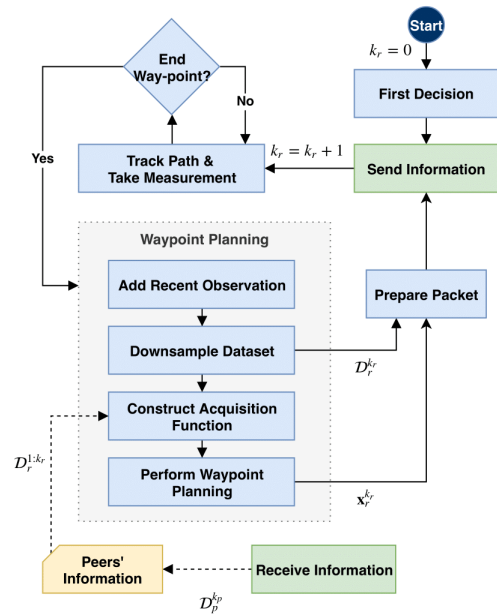 Start
k_r = 0
First Decision
End
Way-point?
No
Yes
Track Path &
Take Measurement
k_r = k_r + 1
Send Information
Waypoint Planning
Add Recent Observation
Prepare Packet
Downsample Dataset
𝒟_r^{k_r}
Construct Acquisition
Function
𝒟_r^{1:k_r}
Perform Waypoint
Planning
𝐱_r^{k_r}
Peers'
Information
Receive Information
𝒟_p^{k_p}